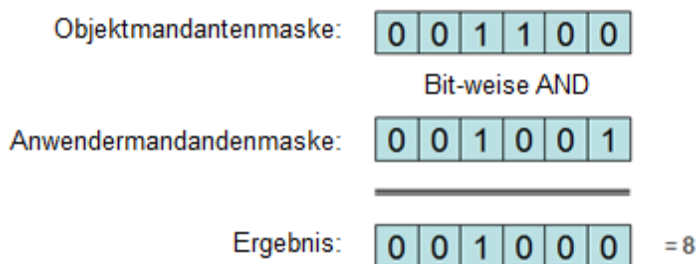 Objektmandantenmaske: 0 0 1 1 0 0
Bit-weise AND
Anwendermandandenmaske: 0 0 1 0 0 1
Ergebnis: 0 0 1 0 0 0 = 8